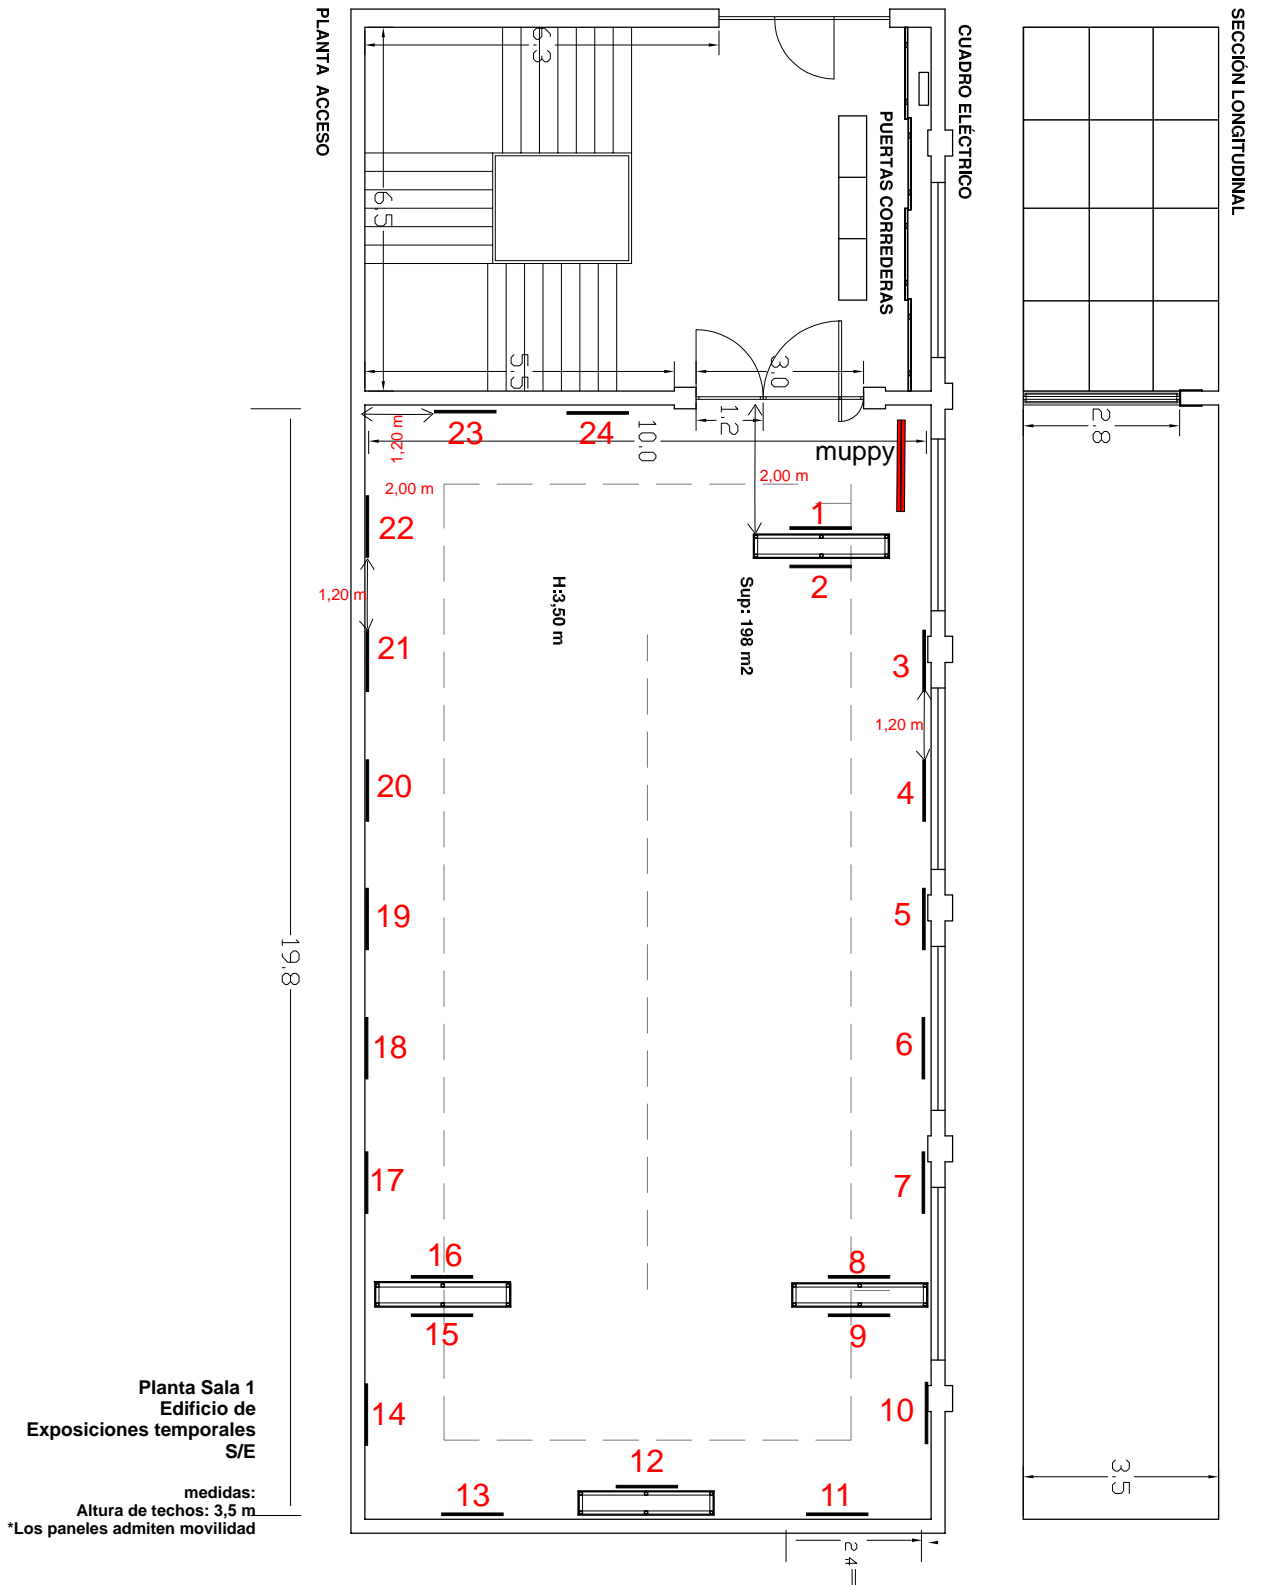 PLANTA ACCESO
6.3
6.5
5.5
3.0
1.2
PUERTAS CORREDERAS
CUADRO ELÉCTRICO
SECCIÓN LONGITUDINAL
2.8
23
24
1,20 m
10.0
muppy
2,00 m
2,00 m
1
2
22
1,20 m
21
H:3,50 m
Sup: 198 m2
3
1,20 m
20
4
19
5
19.8
18
6
17
7
16
8
15
9
14
10
12
13
11
3.5
2.4
Planta Sala 1
Edificio de
Exposiciones temporales
S/E
medidas:
Altura de techos: 3,5 m
*Los paneles admiten movilidad